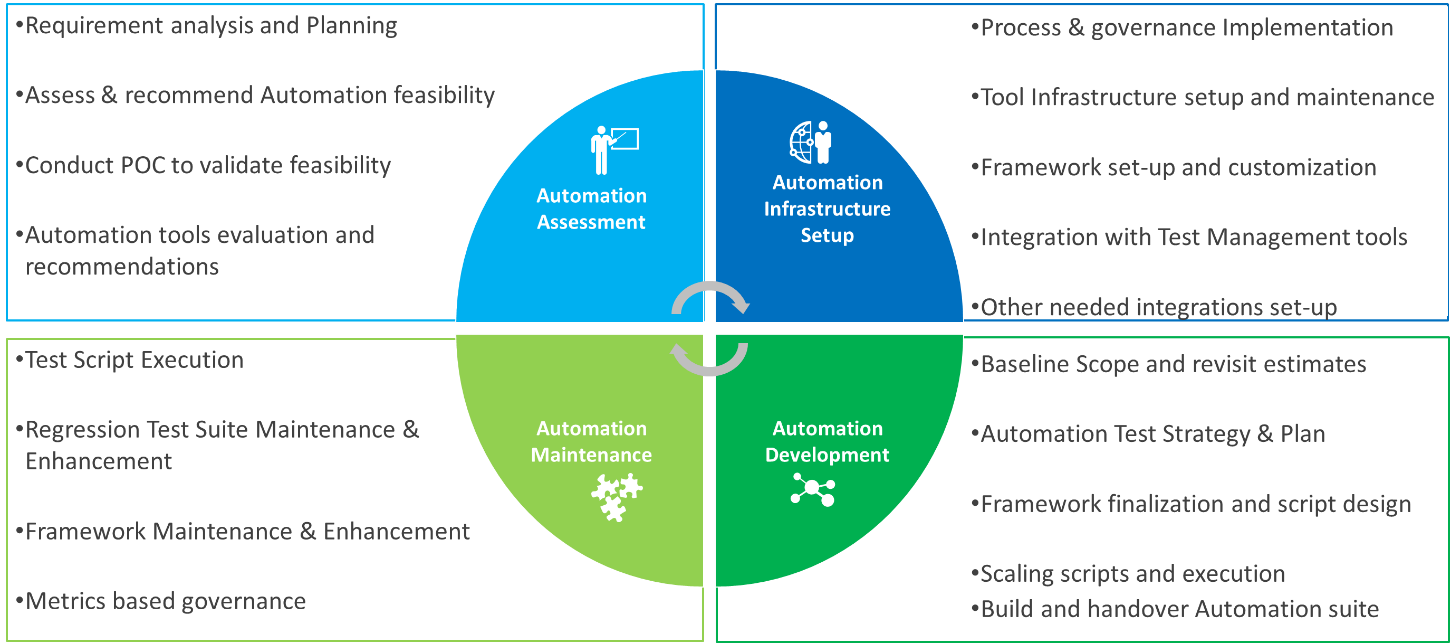 •Requirement analysis and Planning
•Assess & recommend Automation feasibility
•Conduct POC to validate feasibility
•Automation tools evaluation and
recommendations
Automation
Assessment
Automation
Infrastructure
Setup
•Process & governance Implementation
•Tool Infrastructure setup and maintenance
•Framework set-up and customization
•Integration with Test Management tools
•Other needed integrations set-up
•Test Script Execution
•Regression Test Suite Maintenance &
Enhancement
•Framework Maintenance & Enhancement
•Metrics based governance
Automation
Maintenance
Automation
Development
•Baseline Scope and revisit estimates
•Automation Test Strategy & Plan
•Framework finalization and script design
•Scaling scripts and execution
•Build and handover Automation suite